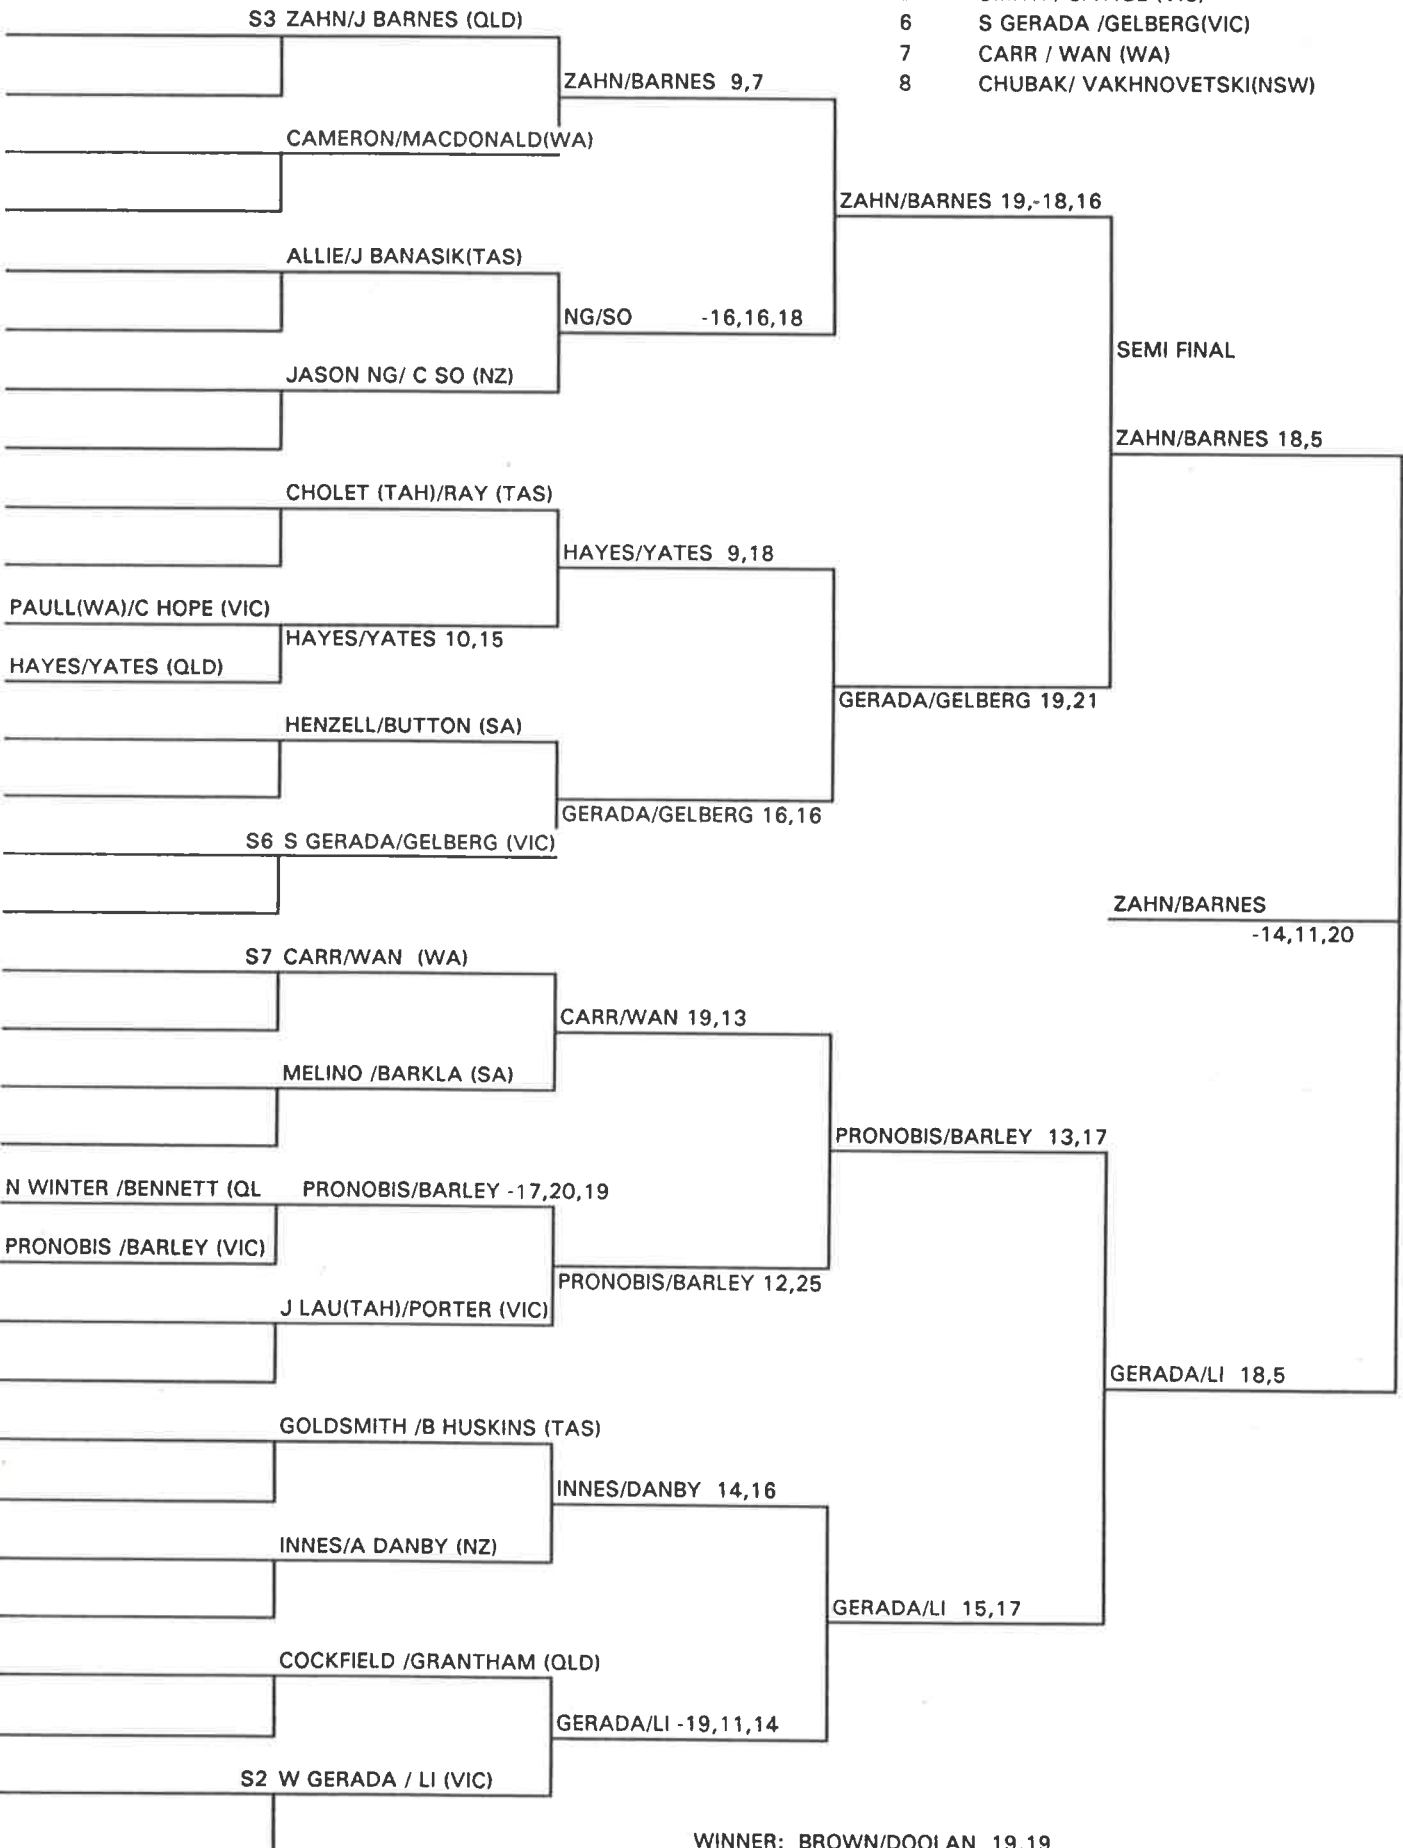 S3 ZAHN/J BARNES (QLD)
6 S GERADA /GELBERG(VIC)
7 CARR / WAN (WA)
ZAHN/BARNES 9,7
8 CHUBAK/ VAKHNOVETSKI(NSW)
CAMERON/MACDONALD(WA)
ZAHN/BARNES 19,-18,16
ALLIE/J BANASIK(TAS)
NG/SO -16,16,18
SEMI FINAL
JASON NG/ C SO (NZ)
ZAHN/BARNES 18,5
CHOLET (TAH)/RAY (TAS)
HAYES/YATES 9,18
PAULL(WA)/C HOPE (VIC)
HAYES/YATES 10,15
HAYES/YATES (QLD)
GERADA/GELBERG 19,21
HENZELL/BUTTON (SA)
GERADA/GELBERG 16,16
S6 S GERADA/GELBERG (VIC)
ZAHN/BARNES
-14,11,20
S7 CARR/WAN (WA)
CARR/WAN 19,13
MELINO /BARKLA (SA)
PRONOBIS/BARLEY 13,17
N WINTER /BENNETT (QL PRONOBIS/BARLEY -17,20,19
PRONOBIS /BARLEY (VIC)
PRONOBIS/BARLEY 12,25
J LAU(TAH)/PORTER (VIC)
GERADA/LI 18,5
GOLDSMITH /B HUSKINS (TAS)
INNES/DANBY 14,16
INNES/A DANBY (NZ)
GERADA/LI 15,17
COCKFIELD /GRANTHAM (QLD)
GERADA/LI -19,11,14
S2 W GERADA / LI (VIC)
WINNER: BROWN/DOOLAN 19,19